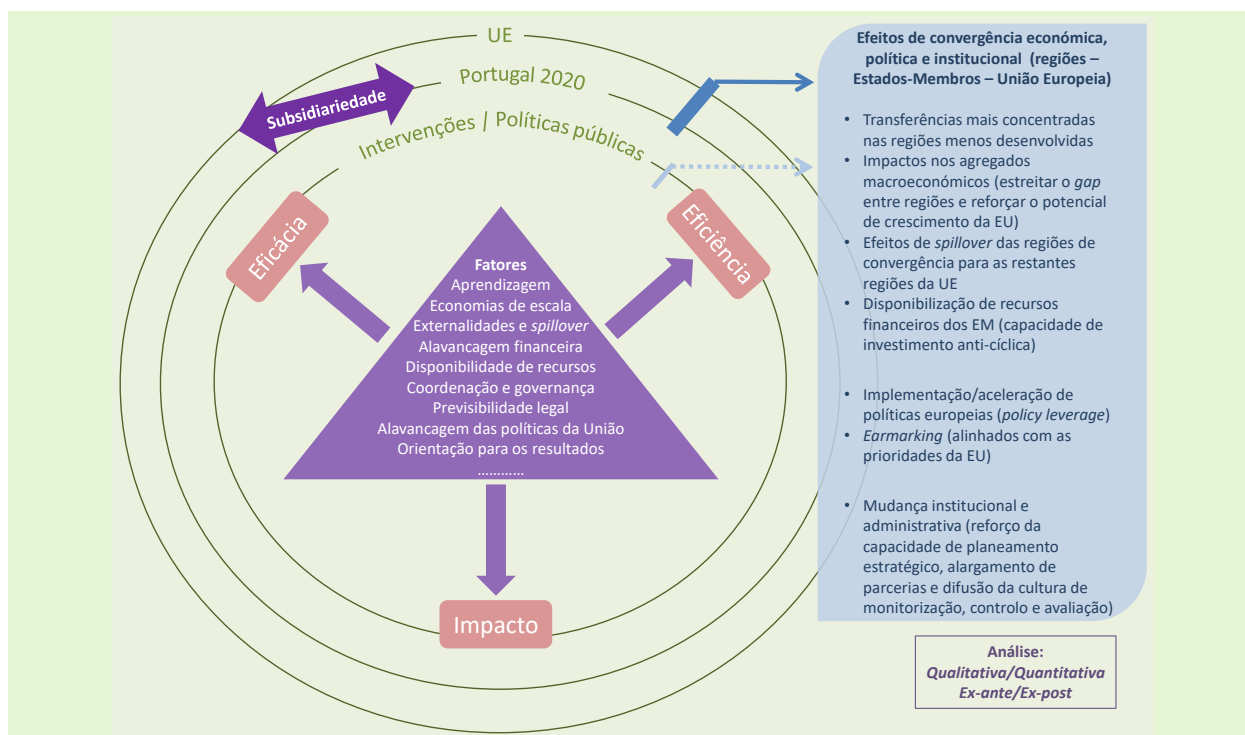 UE
Portugal 2020
Subsidiariedade
Intervenções | Políticas públicas
Eficácia
Eficiência
Fatores
Aprendizagem
Economias de escala
Externalidades e spillover
Alavancagem financeira
Disponibilidade de recursos
Coordenação e governança
Previsibilidade legal
Alavancagem das políticas da União
Orientação para os resultados
…………
Impacto
Efeitos de convergência económica,
política e institucional (regiões –
Estados-Membros – União Europeia)
• Transferências mais concentradas
nas regiões menos desenvolvidas
• Impactos nos agregados
macroeconómicos (estreitar o gap
entre regiões e reforçar o potencial
de crescimento da EU)
• Efeitos de spillover das regiões de
convergência para as restantes
regiões da UE
• Disponibilização de recursos
financeiros dos EM (capacidade de
investimento anti-cíclica)
• Implementação/aceleração de
políticas europeias (policy leverage)
• Earmarking (alinhados com as
prioridades da EU)
• Mudança institucional e
administrativa (reforço da
capacidade de planeamento
estratégico, alargamento de
parcerias e difusão da cultura de
monitorização, controlo e avaliação)
Análise:
Qualitativa/Quantitativa
Ex-ante/Ex-post